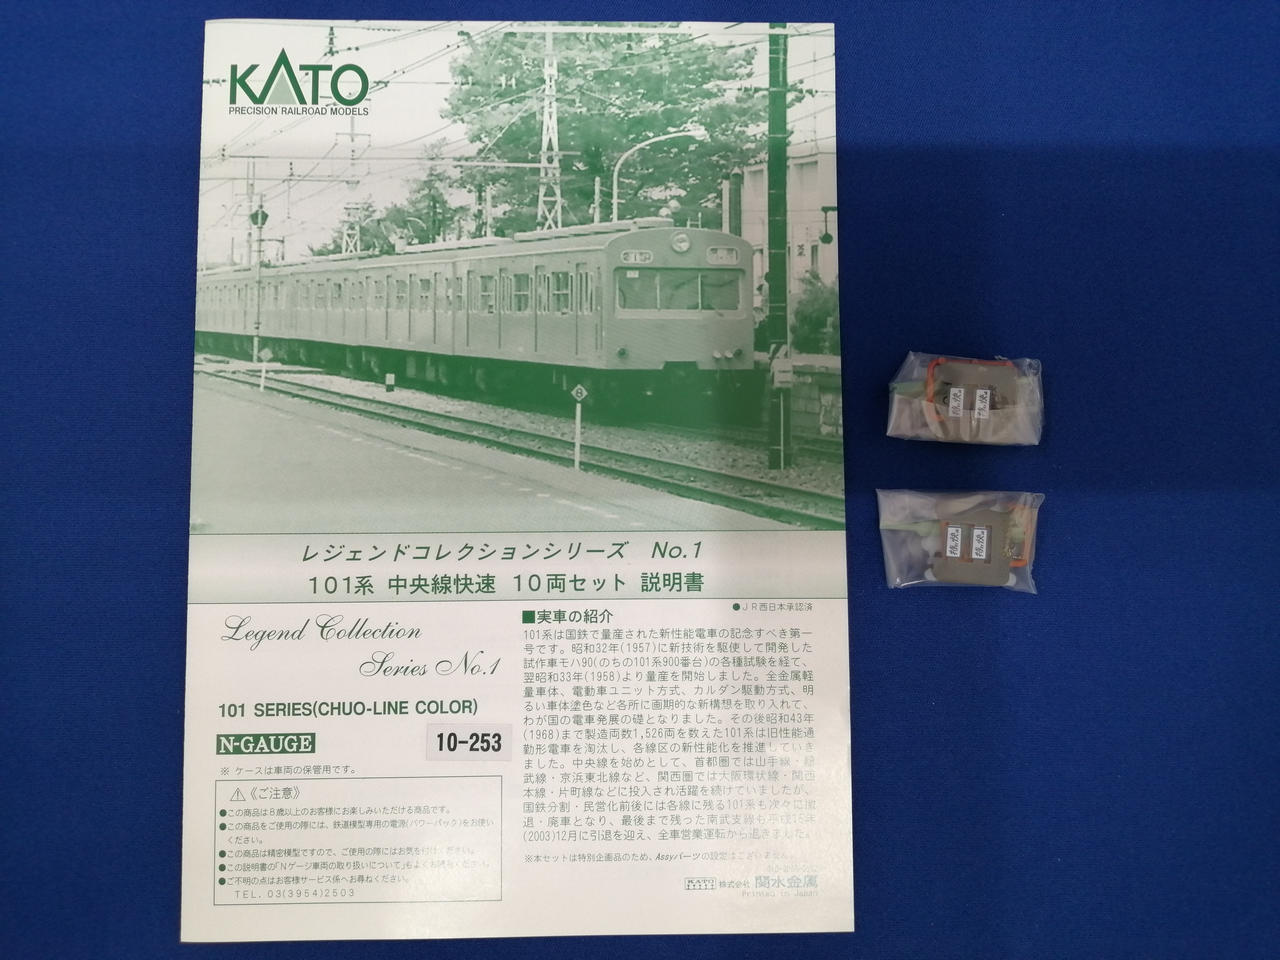 KATO
PRECISION RAILROAD MODELS
レジェンドコレクションシリーズ No.1
101系 中央線快速 10両セット 説明書
Legend Collection
Series No.1
101 SERIES(CHUO-LINE COLOR)
N-GAUGE
10-253
※ ケースは車両の保管用です。
⚠《ご注意》
●この商品は8歳以上のお客様にお楽しみいただける商品です。
●この商品をご使用の際には、鉄道模型専用の電源(パワーパック)をお使い
ください。
●この商品は精密模型ですので、ご使用の際にはお気を付けください。
●この説明書の「Nゲージ車両の取り扱いについて」もよくお読みください。
●ご不明の点はお客様サービス係へお尋ねください。
TEL. 03(3954)2503
●JR西日本承認済
■実車の紹介
101系は国鉄で量産された新性能電車の記念すべき第一
号です。昭和32年(1957)に新技術を駆使して開発した
試作車モハ90(のちの101系900番台)の各種試験を経て、
翌昭和33年(1958)より量産を開始しました。全金属軽
量車体、電動車ユニット方式、カルダン駆動方式、明
るい車体塗色など各所に画期的な新構想を取り入れて、
わが国の電車発展の礎となりました。その後昭和43年
(1968)まで製造両数1,526両を数えた101系は旧性能通
勤形電車を淘汰し、各線区の新性能化を推進していき
ました。中央線を始めとして、首都圏では山手線・総
武線・京浜東北線など、関西圏では大阪環状線・関西
本線・片町線などに投入され活躍を続けていましたが、
国鉄分割・民営化前後には各線に残る101系も次々に撤
退・廃車となり、最後まで残った南武支線も平成15年
(2003)12月に引退を迎え、全車営業運転から退きました。
※本セットは特別企画品のため、Assyパーツの設定はございません。
KATO 株式会社 関水金属
Printed in Japan
特別快速
特別快速
特別快速
特別快速